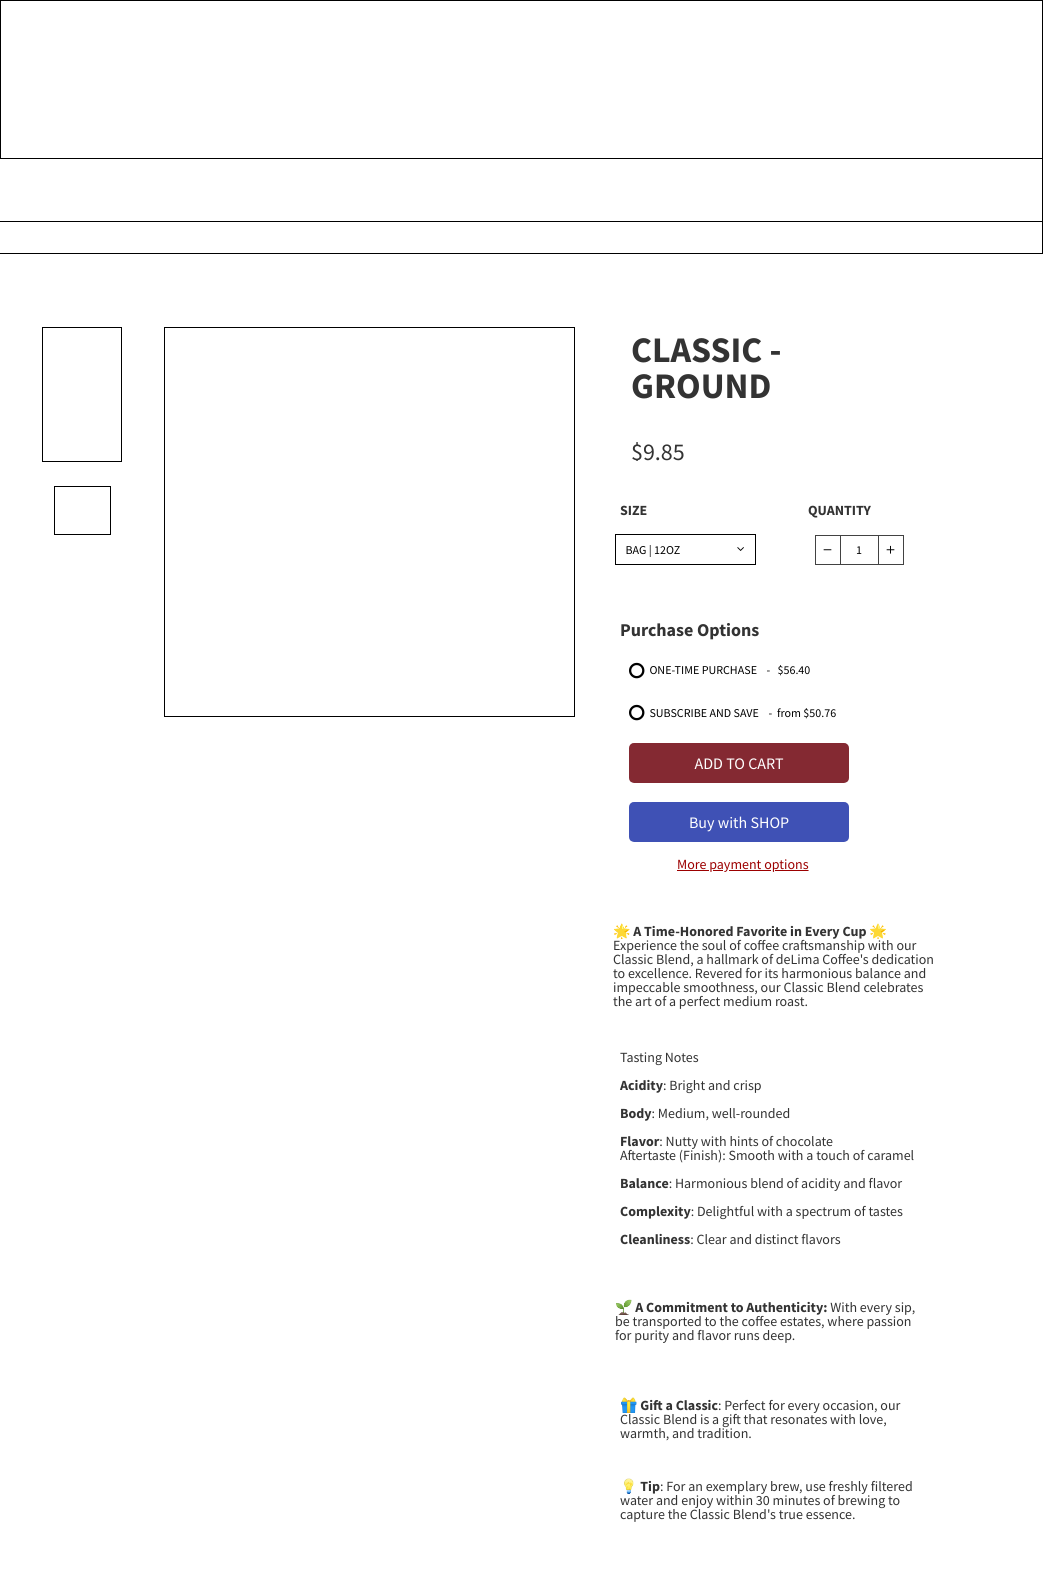 CLASSIC -
GROUND
$9.85
SIZE
QUANTITY
BAG | 12OZ
− 1 +
Purchase Options
ONE-TIME PURCHASE - $56.40
SUBSCRIBE AND SAVE - from $50.76
ADD TO CART
Buy with SHOP
More payment options
🌟 A Time-Honored Favorite in Every Cup 🌟
Experience the soul of coffee craftsmanship with our
Classic Blend, a hallmark of deLima Coffee's dedication
to excellence. Revered for its harmonious balance and
impeccable smoothness, our Classic Blend celebrates
the art of a perfect medium roast.
Tasting Notes
Acidity: Bright and crisp
Body: Medium, well-rounded
Flavor: Nutty with hints of chocolate
Aftertaste (Finish): Smooth with a touch of caramel
Balance: Harmonious blend of acidity and flavor
Complexity: Delightful with a spectrum of tastes
Cleanliness: Clear and distinct flavors
🌱 A Commitment to Authenticity: With every sip,
be transported to the coffee estates, where passion
for purity and flavor runs deep.
🎁 Gift a Classic: Perfect for every occasion, our
Classic Blend is a gift that resonates with love,
warmth, and tradition.
💡 Tip: For an exemplary brew, use freshly filtered
water and enjoy within 30 minutes of brewing to
capture the Classic Blend's true essence.